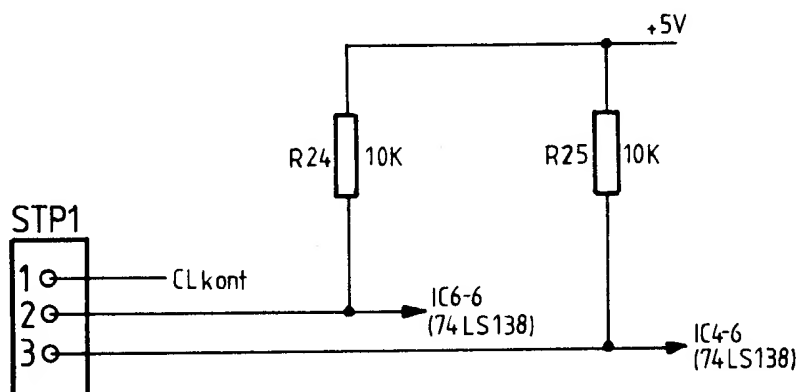 +5V
R24
10K
R25
10K
STP1
1
CLkont
2
IC6-6
(74LS138)
3
IC4-6
(74LS138)